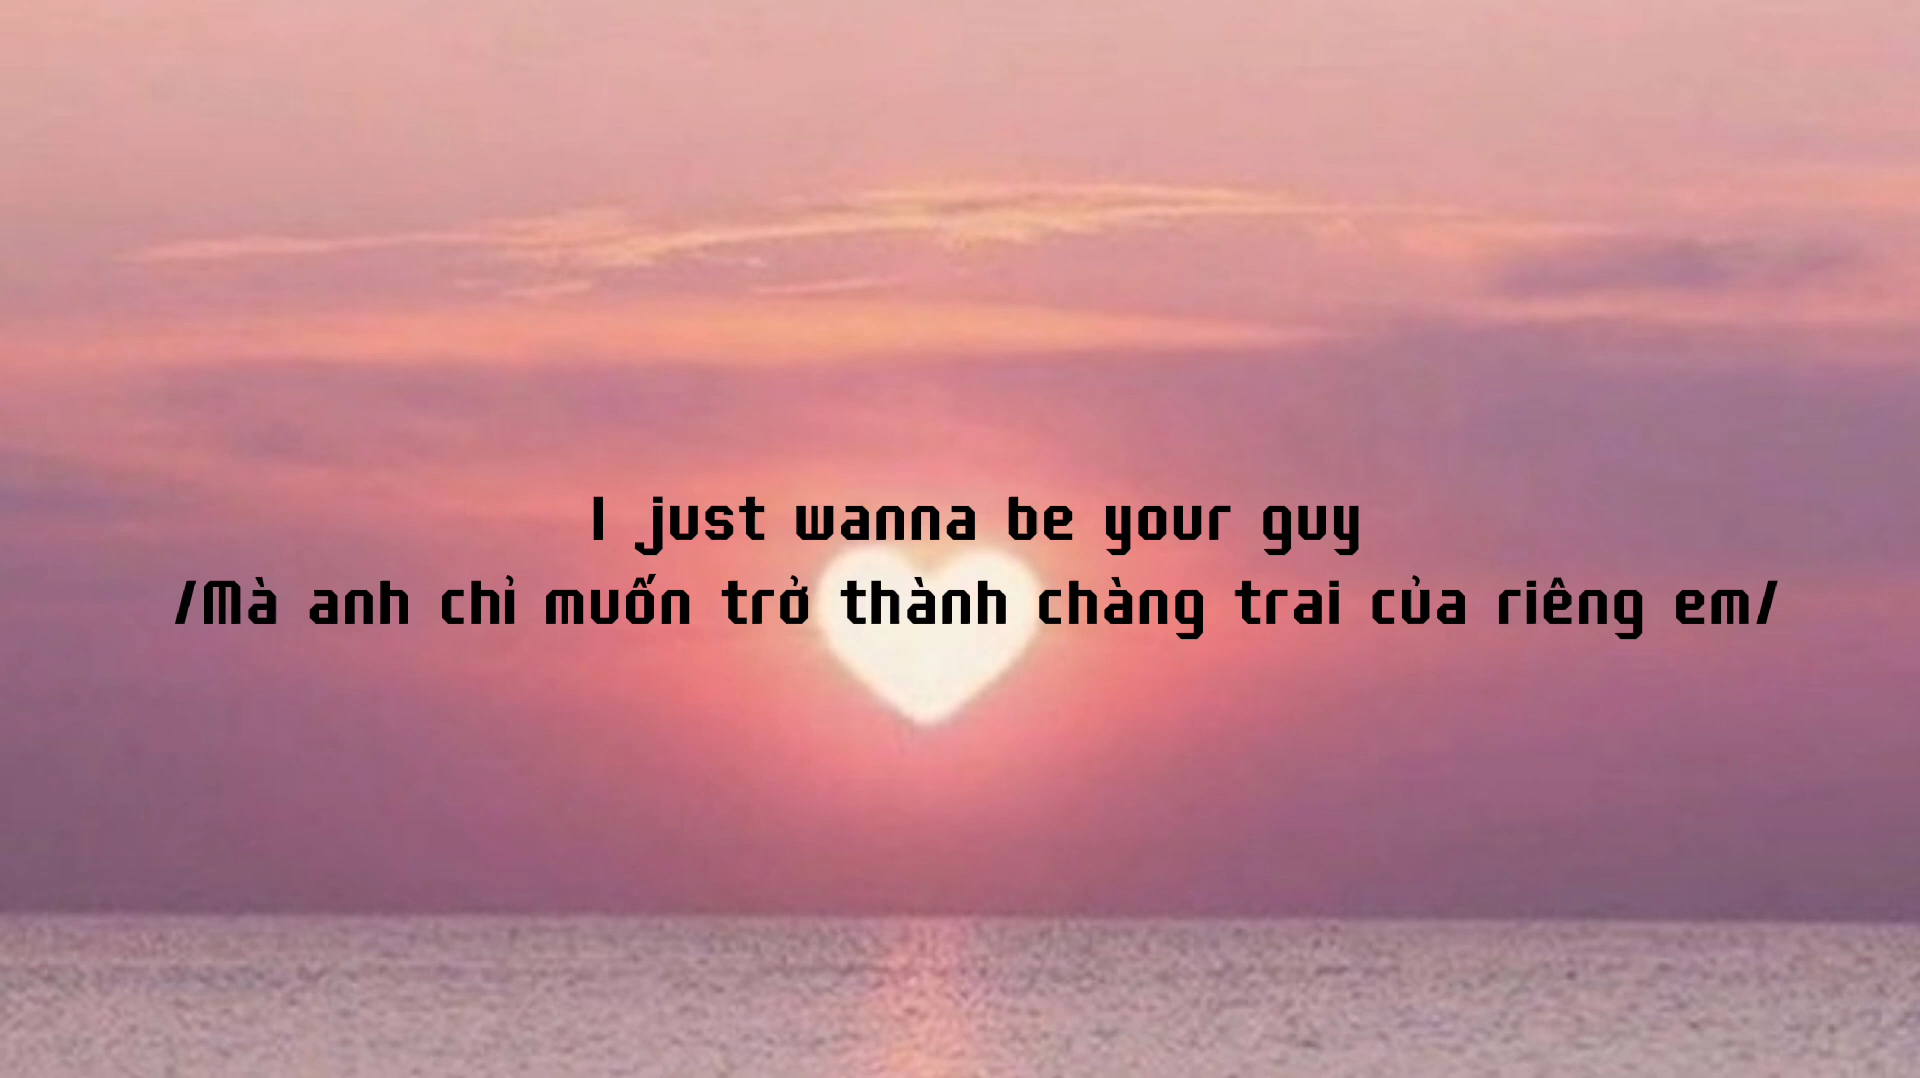 I just wanna be your guy
/Mà anh chỉ muốn trở thành chàng trai của riêng em/